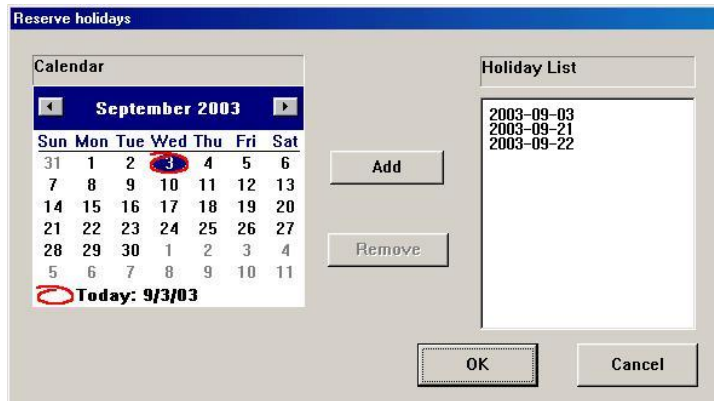 Reserve holidays
Calendar
September 2003
Sun Mon Tue Wed Thu Fri Sat
31 1 2 3 4 5 6
7 8 9 10 11 12 13
14 15 16 17 18 19 20
21 22 23 24 25 26 27
28 29 30 1 2 3 4
5 6 7 8 9 10 11
Today: 9/3/03
Add
Remove
Holiday List
2003-09-03
2003-09-21
2003-09-22
OK
Cancel